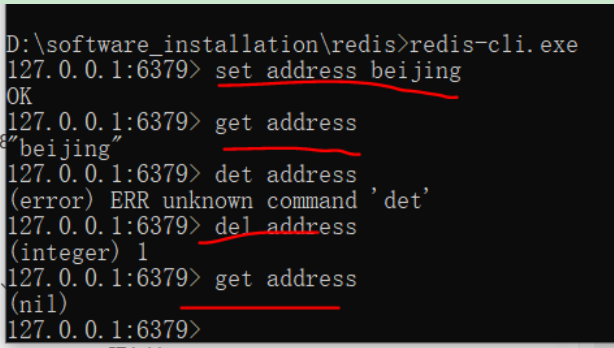 D:\software_installation\redis>redis-cli.exe
127.0.0.1:6379> set address beijing
OK
127.0.0.1:6379> get address
"beijing"
127.0.0.1:6379> det address
(error) ERR unknown command 'det'
127.0.0.1:6379> del address
(integer) 1
127.0.0.1:6379> get address
(nil)
127.0.0.1:6379>